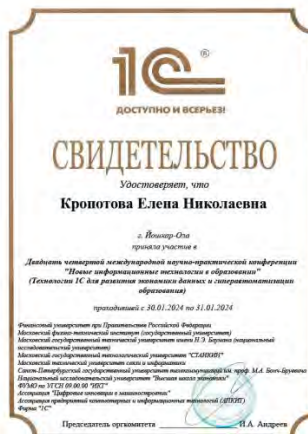 1С®
ДОСТУПНО И ВСЕРЬЕЗ!
СВИДЕТЕЛЬСТВО
Удостоверяет, что
Кропотова Елена Николаевна
г. Йошкар-Ола
приняла участие в
Двадцать четвертой международной научно-практической конференции
"Новые информационные технологии в образовании"
(Технологии 1С для развития экономики данных и гиперавтоматизации
образования)
проходившей с 30.01.2024 по 31.01.2024
Финансовый университет при Правительстве Российской Федерации
Московский физико-технический институт (государственный университет)
Московский государственный технический университет имени Н.Э. Баумана (национальный
исследовательский университет)
Московский государственный технологический университет "СТАНКИН"
Московский технический университет связи и информатики
Санкт-Петербургский государственный университет телекоммуникаций им. проф. М.А. Бонч-Бруевича
Национальный исследовательский университет "Высшая школа экономики"
ФУМО по УГСН 09.00.00 "ИВТ"
Ассоциация "Цифровые инновации в машиностроении"
Ассоциация предприятий компьютерных и информационных технологий (АПКИТ)
Фирма "1С"
Председатель оргкомитета И.А. Андреев